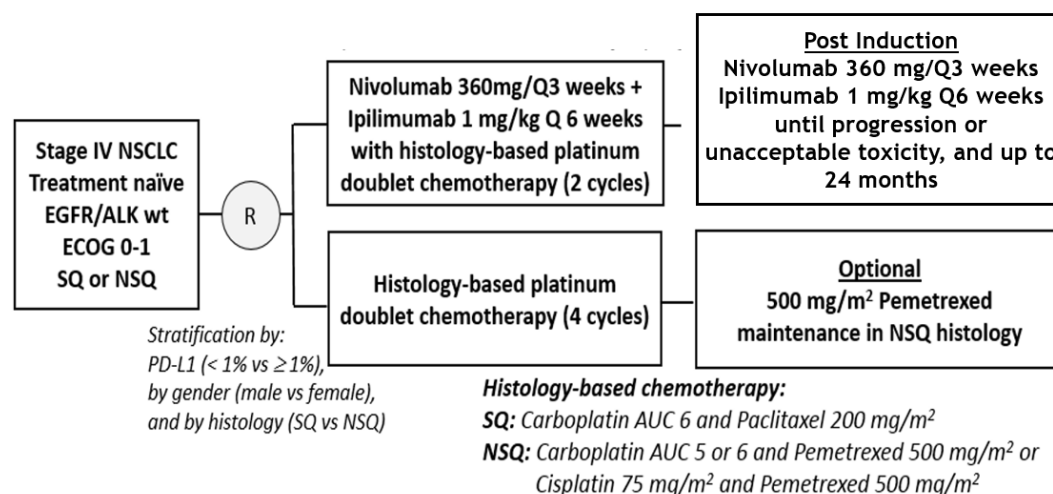 Stage IV NSCLC
Treatment naïve
EGFR/ALK wt
ECOG 0-1
SQ or NSQ
R
Stratification by:
PD-L1 (< 1% vs ≥ 1%),
by gender (male vs female),
and by histology (SQ vs NSQ)
Nivolumab 360mg/Q3 weeks +
Ipilimumab 1 mg/kg Q 6 weeks
with histology-based platinum
doublet chemotherapy (2 cycles)
Post Induction
Nivolumab 360 mg/Q3 weeks
Ipilimumab 1 mg/kg Q6 weeks
until progression or
unacceptable toxicity, and up to
24 months
Histology-based platinum
doublet chemotherapy (4 cycles)
Optional
500 mg/m² Pemetrexed
maintenance in NSQ histology
Histology-based chemotherapy:
SQ: Carboplatin AUC 6 and Paclitaxel 200 mg/m²
NSQ: Carboplatin AUC 5 or 6 and Pemetrexed 500 mg/m² or
Cisplatin 75 mg/m² and Pemetrexed 500 mg/m²